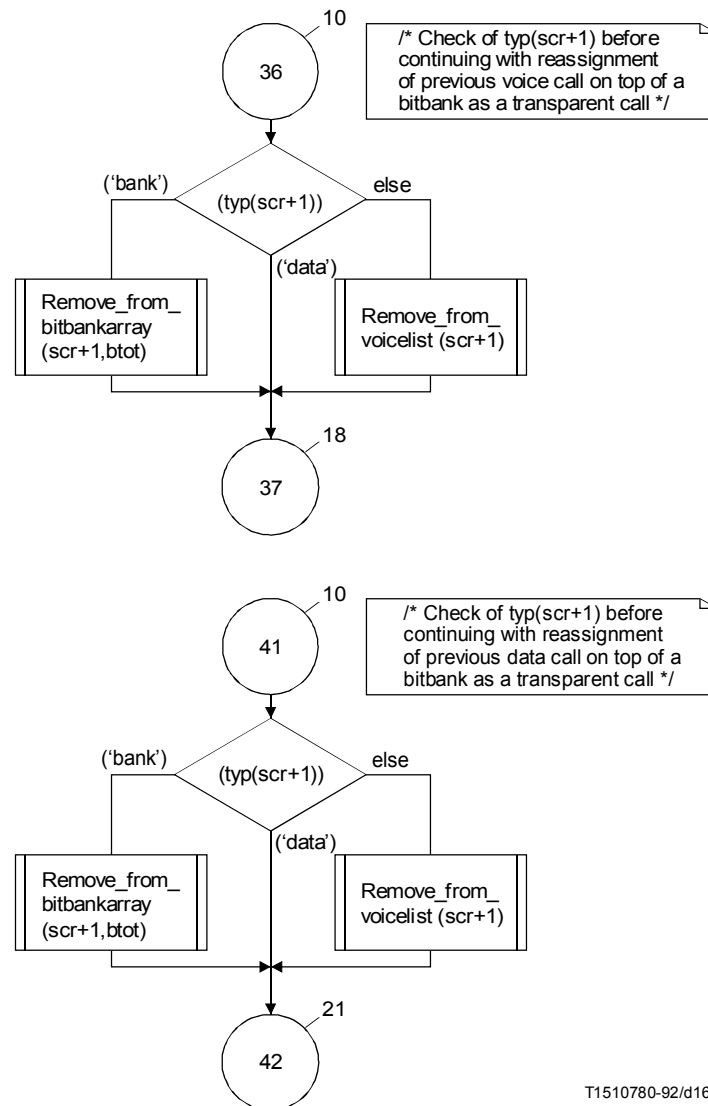 10
36
/* Check of typ(scr+1) before
continuing with reassignment
of previous voice call on top of a
bitbank as a transparent call */
(‘bank’)
(typ(scr+1))
else
(‘data’)
Remove_from_
bitbankarray
(scr+1,btot)
Remove_from_
voicelist (scr+1)
18
37
10
41
/* Check of typ(scr+1) before
continuing with reassignment
of previous data call on top of a
bitbank as a transparent call */
(‘bank’)
(typ(scr+1))
else
(‘data’)
Remove_from_
bitbankarray
(scr+1,btot)
Remove_from_
voicelist (scr+1)
21
42
T1510780-92/d16